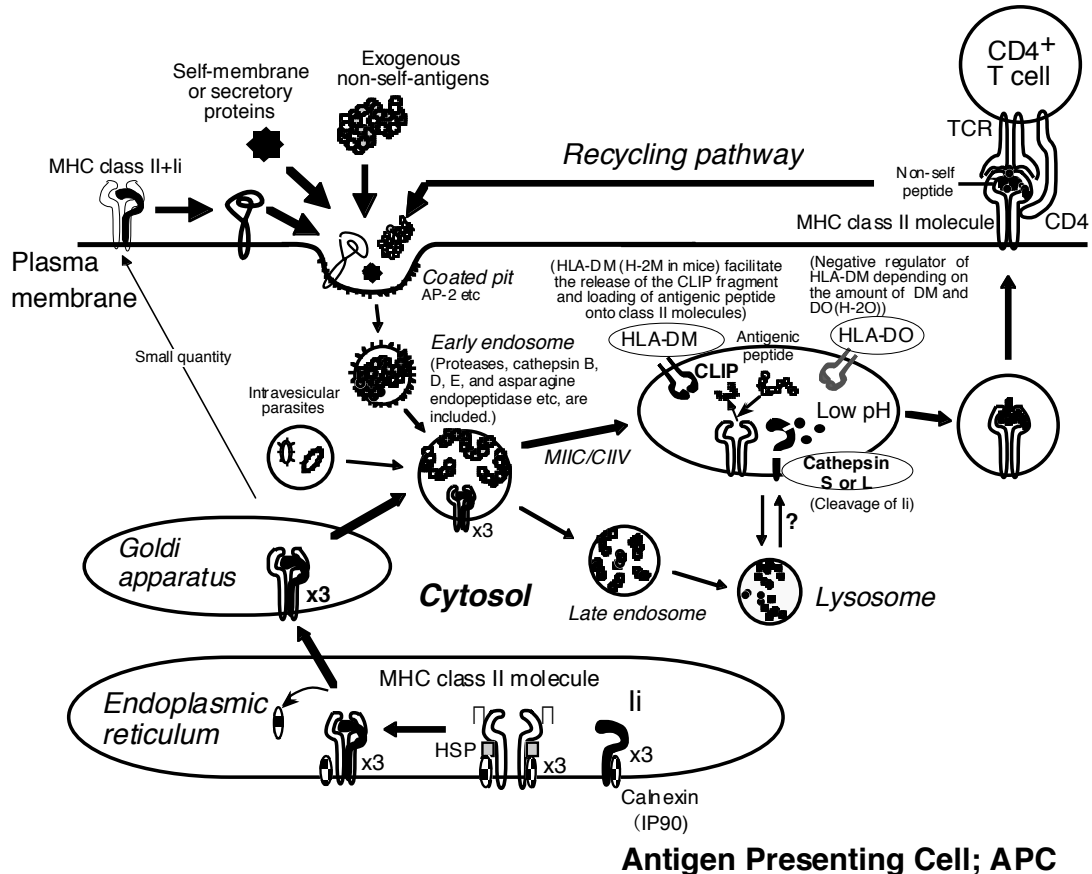 Self-membrane
or secretory
proteins
Exogenous
non-self-antigens
CD4+
T cell
TCR
Recycling pathway
MHC class II+Ii
Non-self
peptide
MHC class II molecule
CD4
Plasma
membrane
Coated pit
AP-2 etc
(HLA-DM (H-2M in mice) facilitate
the release of the CLIP fragment
and loading of antigenic peptide
onto class II molecules)
(Negative regulator of
HLA-DM depending on
the amount of DM and
DO(H-2O))
HLA-DM
HLA-DO
Antigenic
peptide
CLIP
Low pH
Small quantity
Early endosome
(Proteases, cathepsin B,
D, E, and asparagine
endopeptidase etc, are
included.)
Intravesicular
parasites
MIIC/CIIV
Cathepsin
S or L
(Cleavage of Ii)
x3
?
Goldi
apparatus
x3
Cytosol
Late endosome
Lysosome
Endoplasmic
reticulum
MHC class II molecule
Ii
HSP
x3
x3
x3
Calnexin
(IP90)
Antigen Presenting Cell; APC